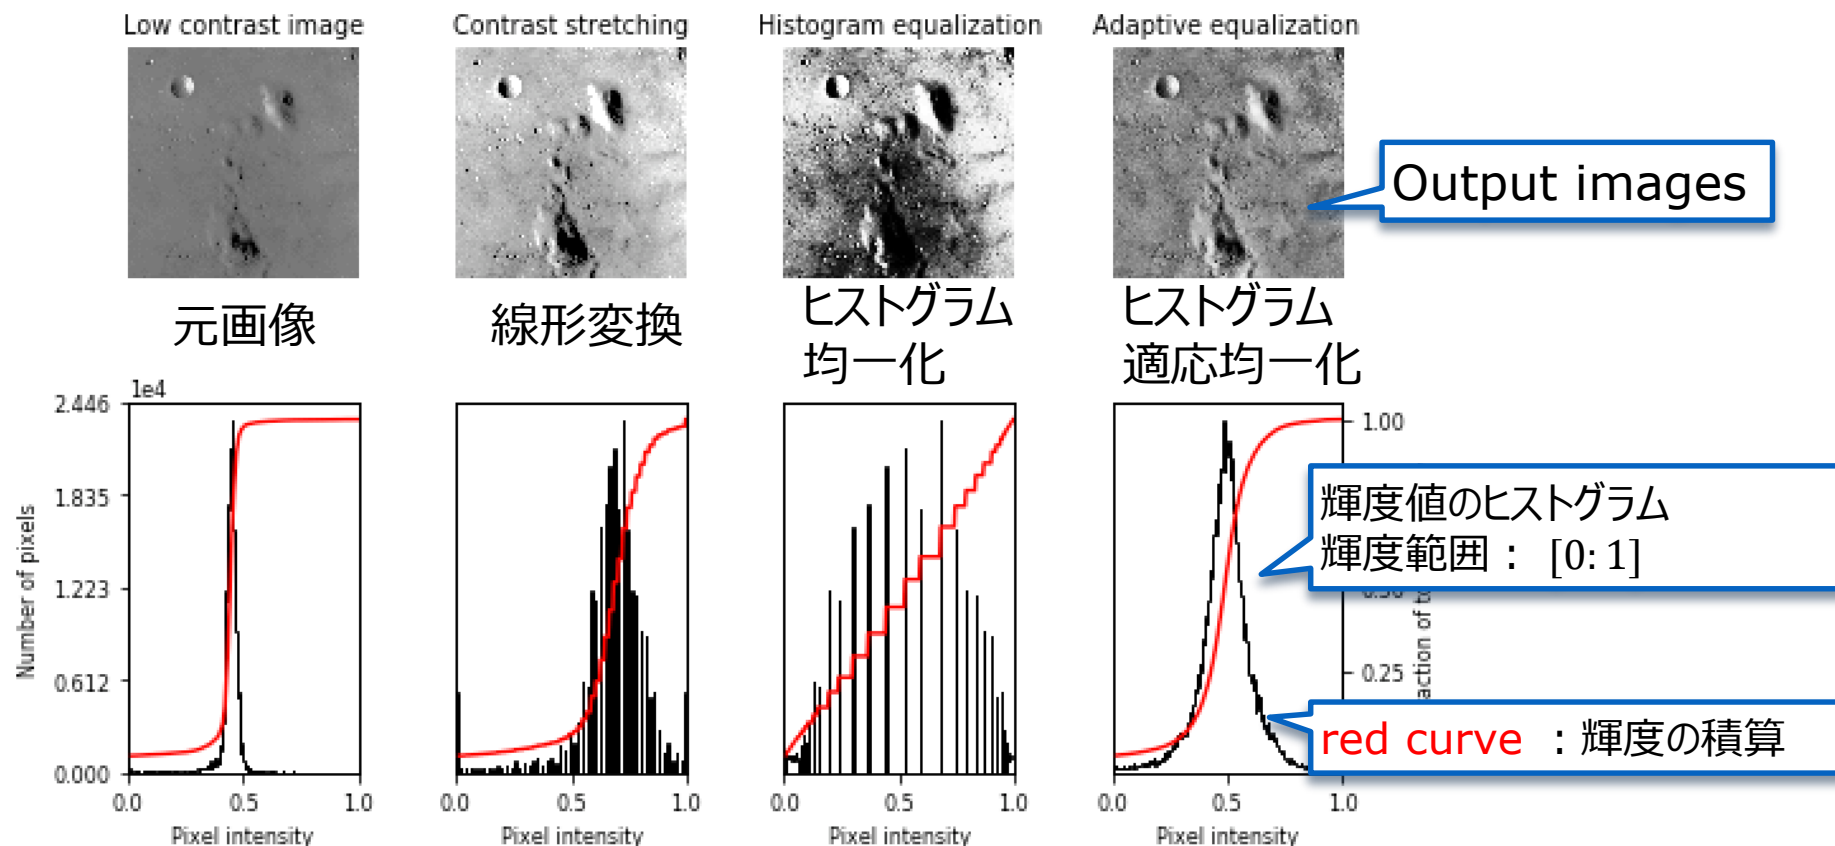 Low contrast image
Contrast stretching
Histogram equalization
Adaptive equalization
Output images
元画像
線形変換
ヒストグラム
均一化
ヒストグラム
適応均一化
1e4
2.446
1.835
1.223
0.612
0.000
Number of pixels
0.0 0.5 1.0
Pixel intensity
0.0 0.5 1.0
Pixel intensity
0.0 0.5 1.0
Pixel intensity
0.0 0.5 1.0
Pixel intensity
1.00
輝度値のヒストグラム
輝度範囲： [0: 1]
0.25
red curve ：輝度の積算